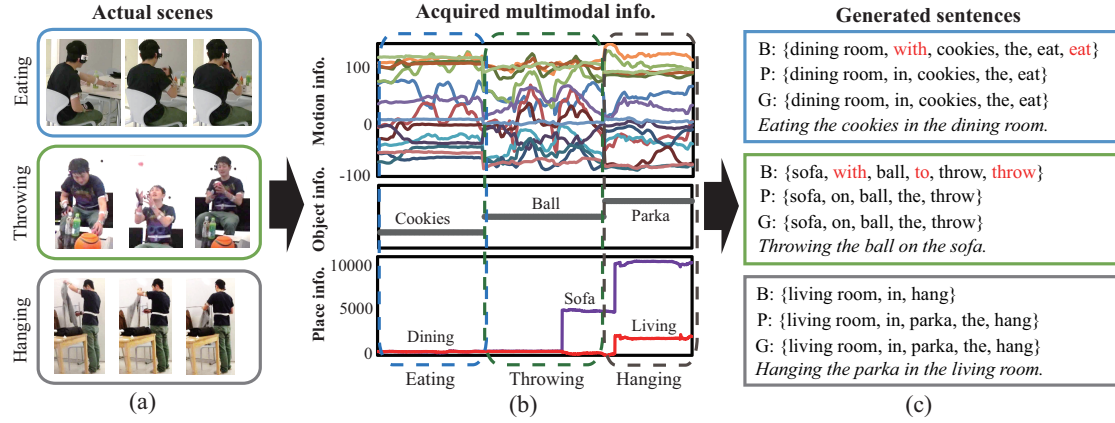 Actual scenes
Eating
Throwing
Hanging
(a)
Acquired multimodal info.
Motion info.
100
0
-100
Object info.
Cookies
Ball
Parka
Place info.
10000
5000
0
Dining
Sofa
Living
Eating
Throwing
Hanging
(b)
Generated sentences
B: {dining room, with, cookies, the, eat, eat}
P: {dining room, in, cookies, the, eat}
G: {dining room, in, cookies, the, eat}
Eating the cookies in the dining room.
B: {sofa, with, ball, to, throw, throw}
P: {sofa, on, ball, the, throw}
G: {sofa, on, ball, the, throw}
Throwing the ball on the sofa.
B: {living room, in, hang}
P: {living room, in, parka, the, hang}
G: {living room, in, parka, the, hang}
Hanging the parka in the living room.
(c)